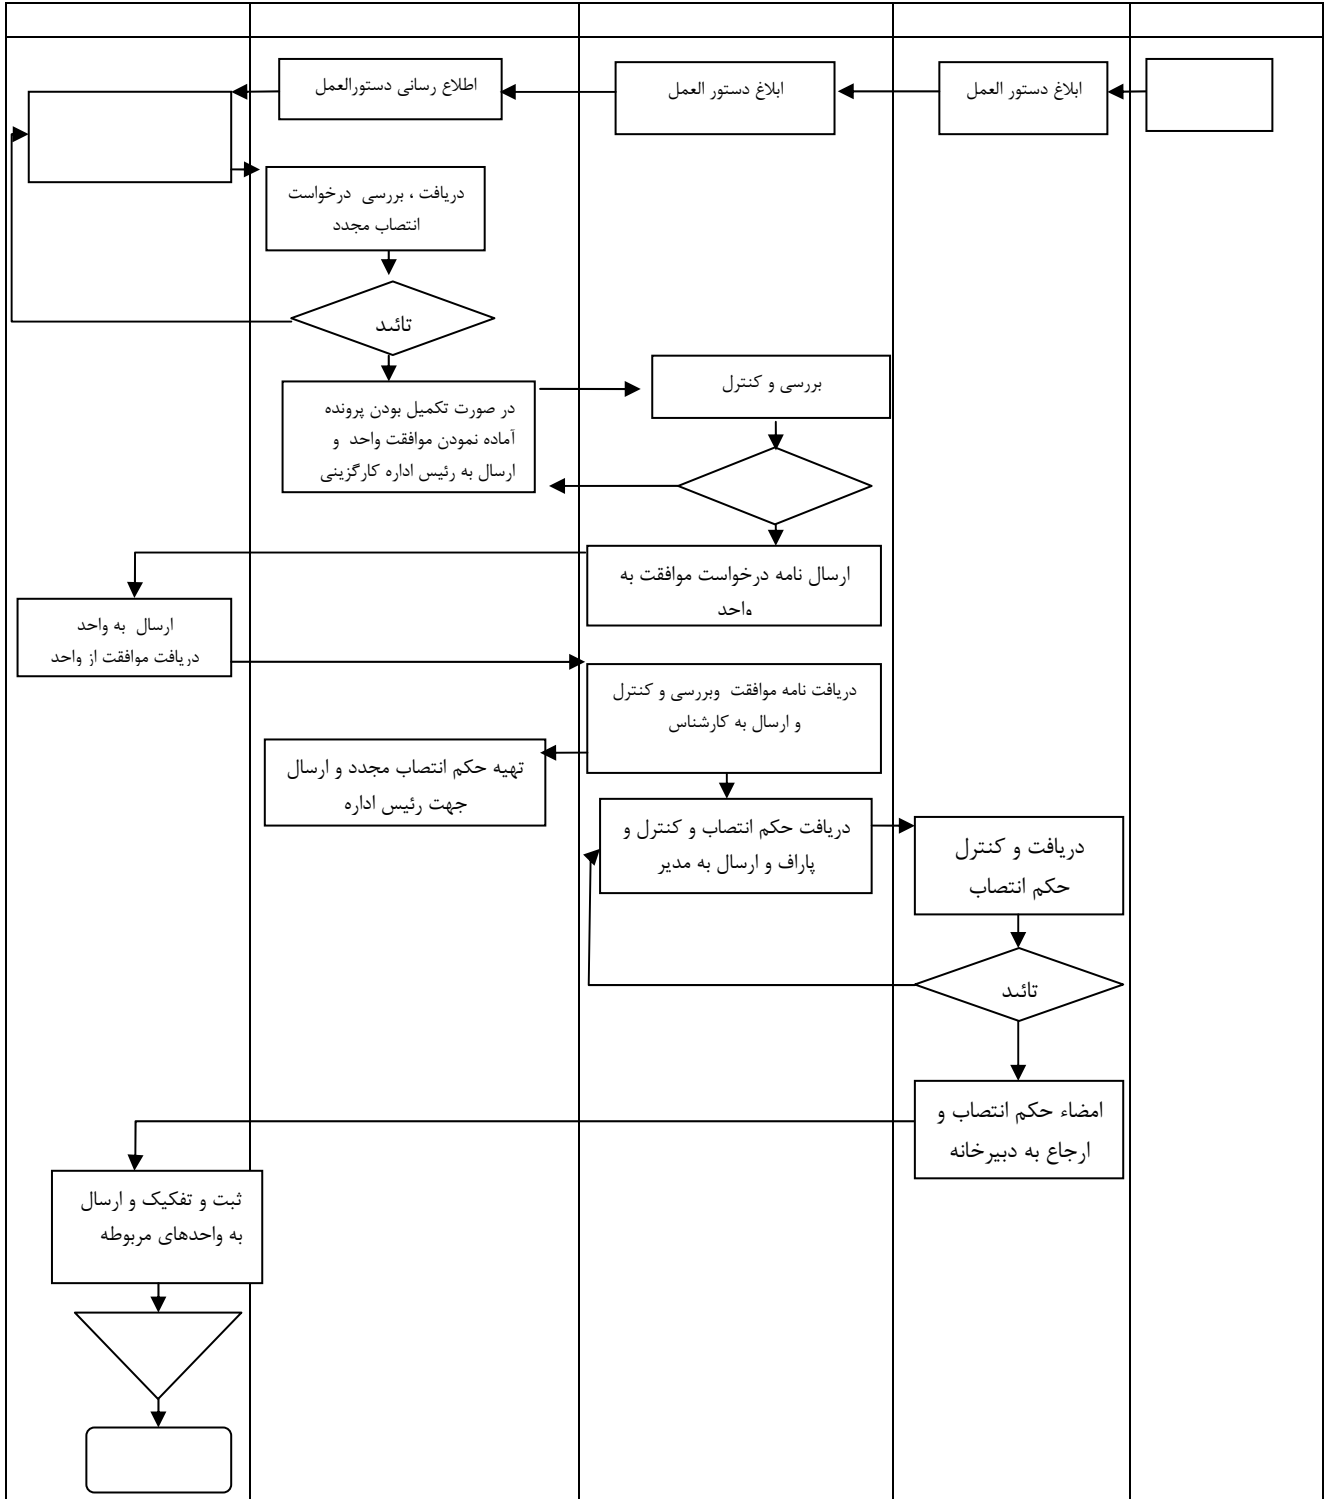 ابلاغ دستور العمل
ابلاغ دستور العمل
اطلاع رسانی دستورالعمل
دریافت ، بررسی درخواست
انتصاب مجدد
تائید
در صورت تکمیل بودن پرونده
آماده نمودن موافقت واحد و
ارسال به رئیس اداره کارگزینی
بررسی و کنترل
ارسال نامه درخواست موافقت به
واحد
ارسال به واحد
دریافت موافقت از واحد
دریافت نامه موافقت وبررسی و کنترل
و ارسال به کارشناس
تهیه حکم انتصاب مجدد و ارسال
جهت رئیس اداره
دریافت حکم انتصاب و کنترل و
پاراف و ارسال به مدیر
دریافت و کنترل
حکم انتصاب
تائید
امضاء حکم انتصاب و
ارجاع به دبیرخانه
ثبت و تفکیک و ارسال
به واحدهای مربوطه